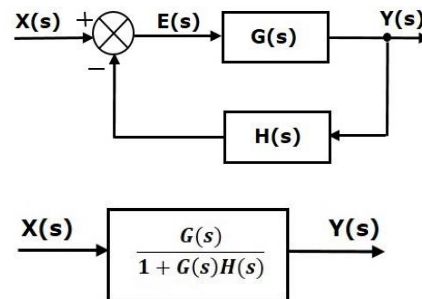 X(s) + E(s) G(s) Y(s)
−
H(s)
X(s) G(s) Y(s)
1 + G(s)H(s)